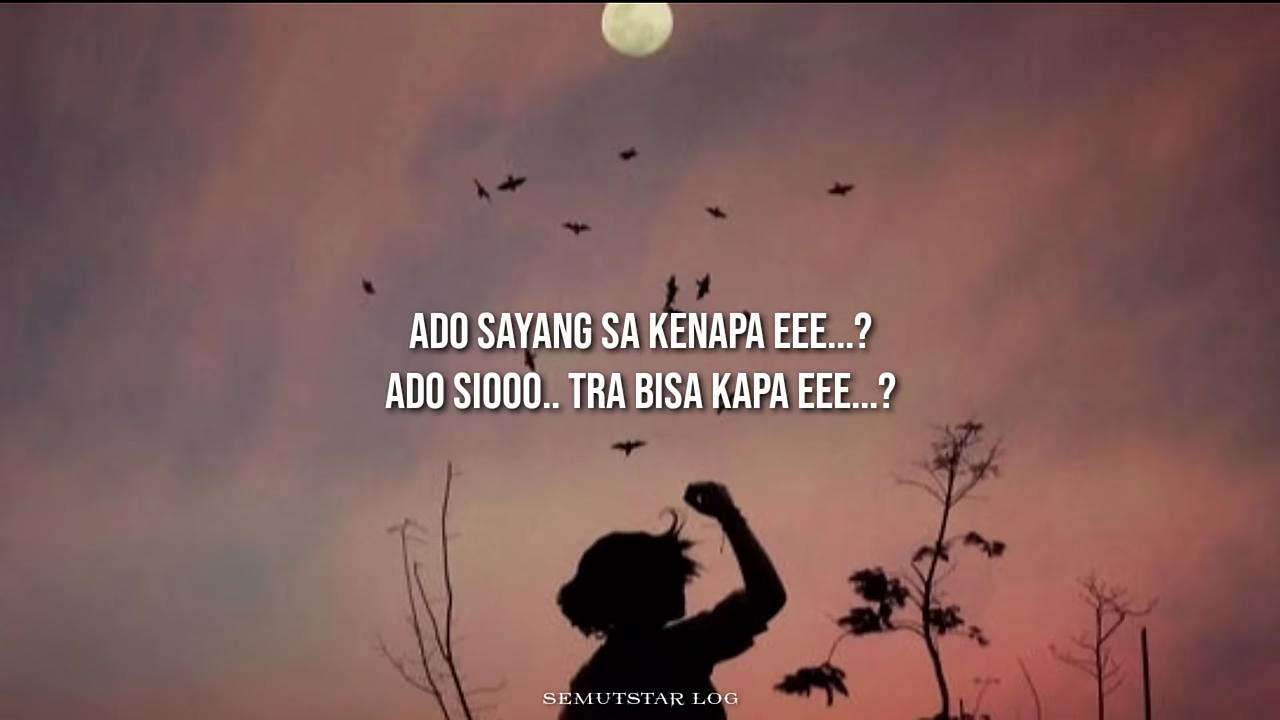 ADO SAYANG SA KENAPA EEE...?
ADO SIOOO.. TRA BISA KAPA EEE...?
SEMUTSTAR LOG